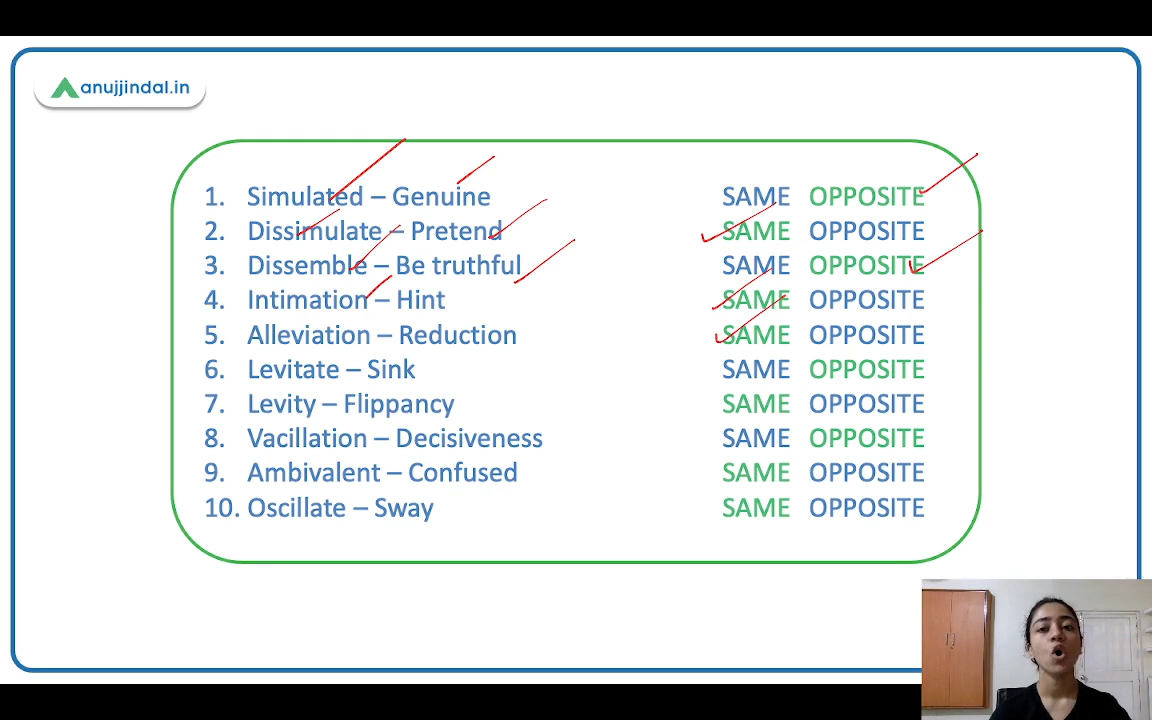 anujjindal.in
1. Simulated – Genuine SAME OPPOSITE
2. Dissimulate – Pretend SAME OPPOSITE
3. Dissemble – Be truthful SAME OPPOSITE
4. Intimation – Hint SAME OPPOSITE
5. Alleviation – Reduction SAME OPPOSITE
6. Levitate – Sink SAME OPPOSITE
7. Levity – Flippancy SAME OPPOSITE
8. Vacillation – Decisiveness SAME OPPOSITE
9. Ambivalent – Confused SAME OPPOSITE
10. Oscillate – Sway SAME OPPOSITE